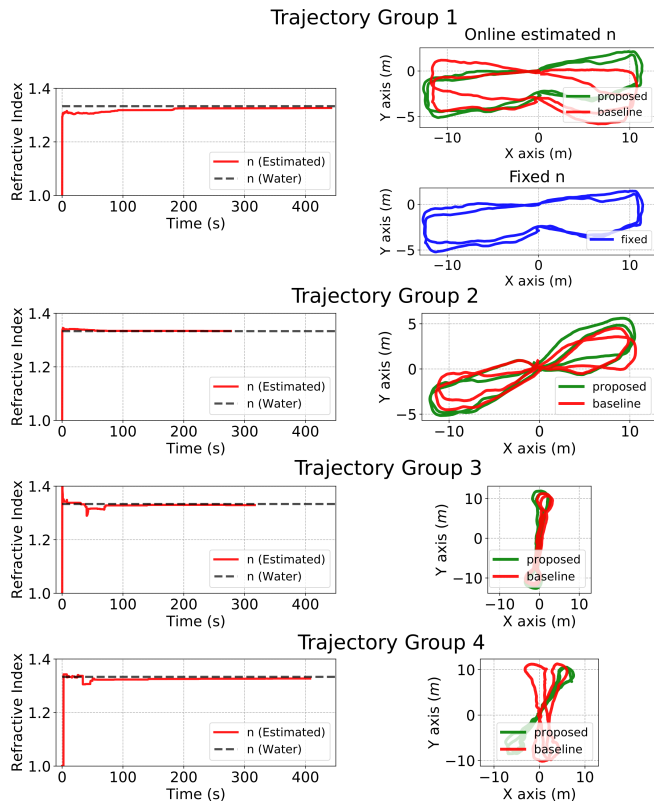 Trajectory Group 1
Online estimated n
Refractive Index
1.4
1.2
1.0
0
100
200
300
400
Time (s)
n (Estimated)
n (Water)
Y axis (m)
0
−5
−10
0
10
X axis (m)
proposed
baseline
Fixed n
Y axis (m)
0
−5
−10
0
10
X axis (m)
fixed
Trajectory Group 2
Refractive Index
1.4
1.2
1.0
0
100
200
300
400
Time (s)
n (Estimated)
n (Water)
Y axis (m)
5
0
−5
−10
0
10
X axis (m)
proposed
baseline
Trajectory Group 3
Refractive Index
1.4
1.2
1.0
0
100
200
300
400
Time (s)
n (Estimated)
n (Water)
Y axis (m)
10
0
−10
−10
0
10
X axis (m)
proposed
baseline
Trajectory Group 4
Refractive Index
1.4
1.2
1.0
0
100
200
300
400
Time (s)
n (Estimated)
n (Water)
Y axis (m)
10
0
−10
−10
0
10
X axis (m)
proposed
baseline